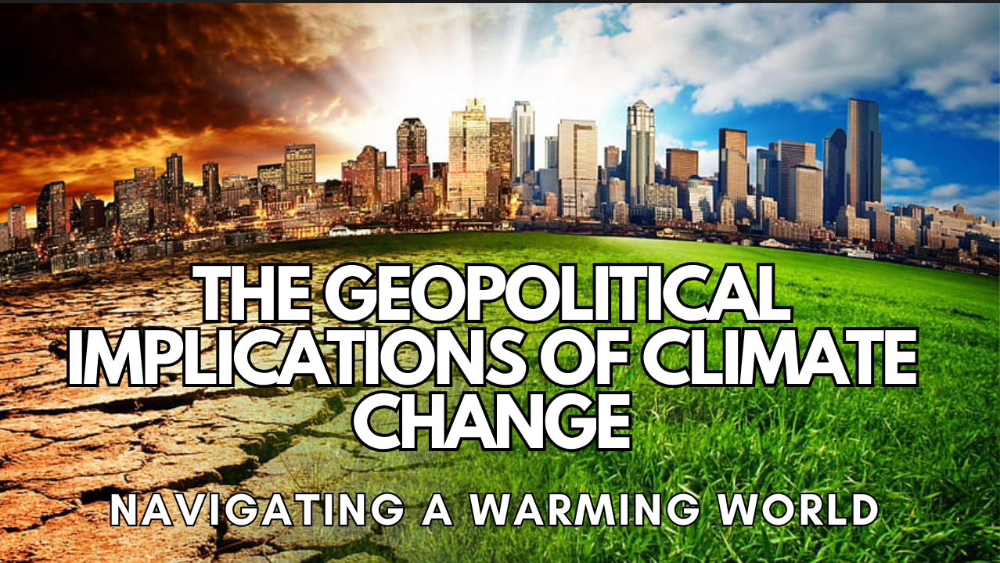 THE GEOPOLITICAL
IMPLICATIONS OF CLIMATE
CHANGE
NAVIGATING A WARMING WORLD